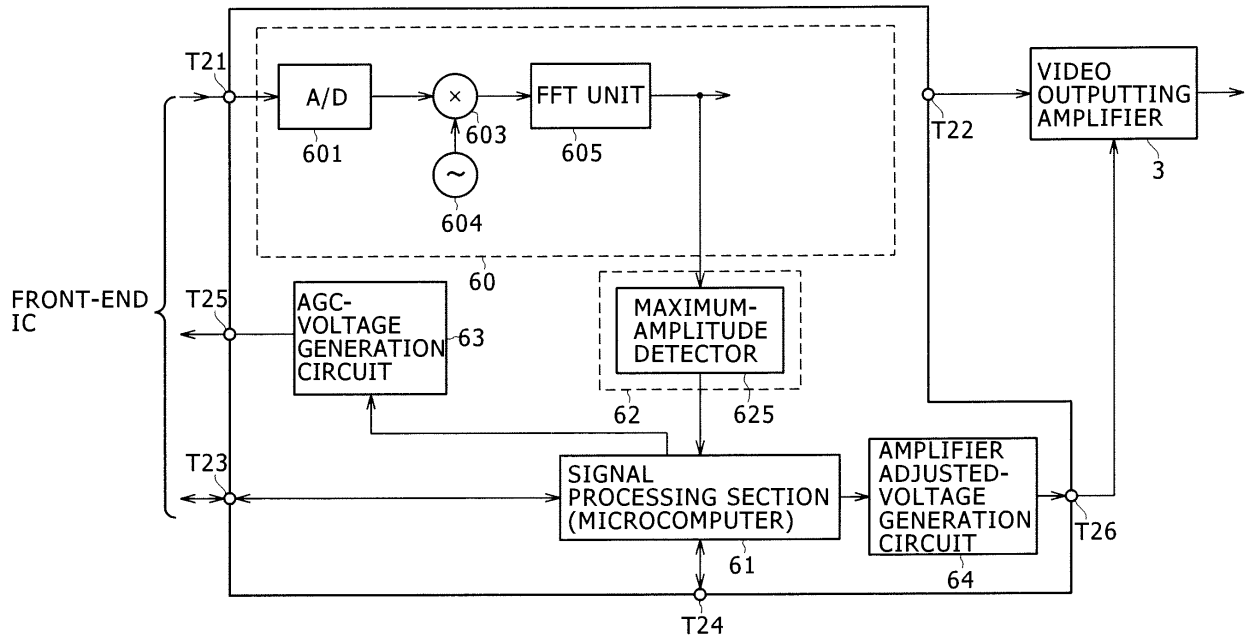 T21
A/D
601
×
603
~
604
FFT UNIT
605
T22
VIDEO
OUTPUTTING
AMPLIFIER
3
60
FRONT-END
IC
T25
AGC-
VOLTAGE
GENERATION
CIRCUIT
63
MAXIMUM-
AMPLITUDE
DETECTOR
62
625
T23
SIGNAL
PROCESSING SECTION
(MICROCOMPUTER)
61
AMPLIFIER
ADJUSTED-
VOLTAGE
GENERATION
CIRCUIT
64
T26
T24